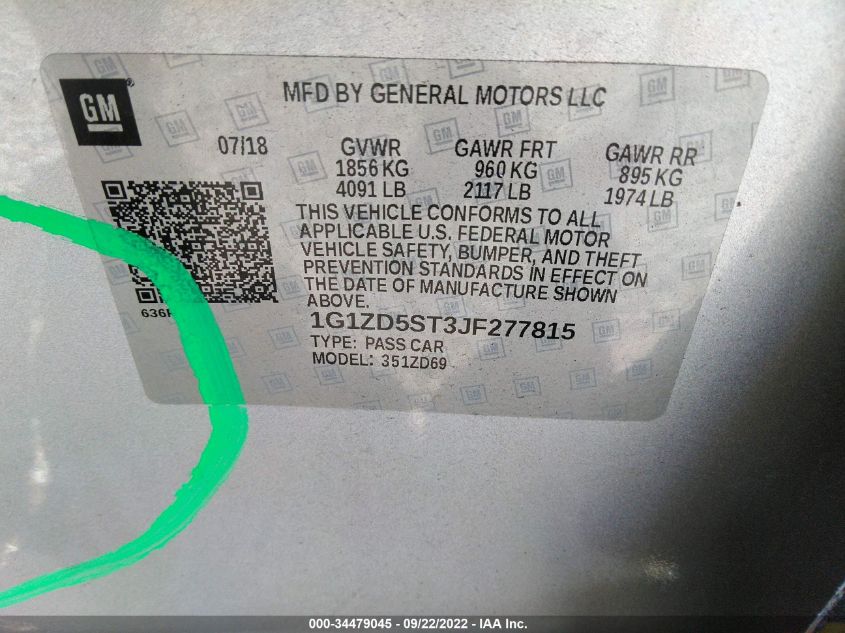 GM
MFD BY GENERAL MOTORS LLC
07/18 GVWR GAWR FRT GAWR RR
1856 KG 960 KG 895 KG
4091 LB 2117 LB 1974 LB
THIS VEHICLE CONFORMS TO ALL
APPLICABLE U.S. FEDERAL MOTOR
VEHICLE SAFETY, BUMPER, AND THEFT
PREVENTION STANDARDS IN EFFECT ON
THE DATE OF MANUFACTURE SHOWN
ABOVE.
1G1ZD5ST3JF277815
TYPE: PASS CAR
MODEL: 351ZD69
000-34479045 - 09/22/2022 - IAA Inc.